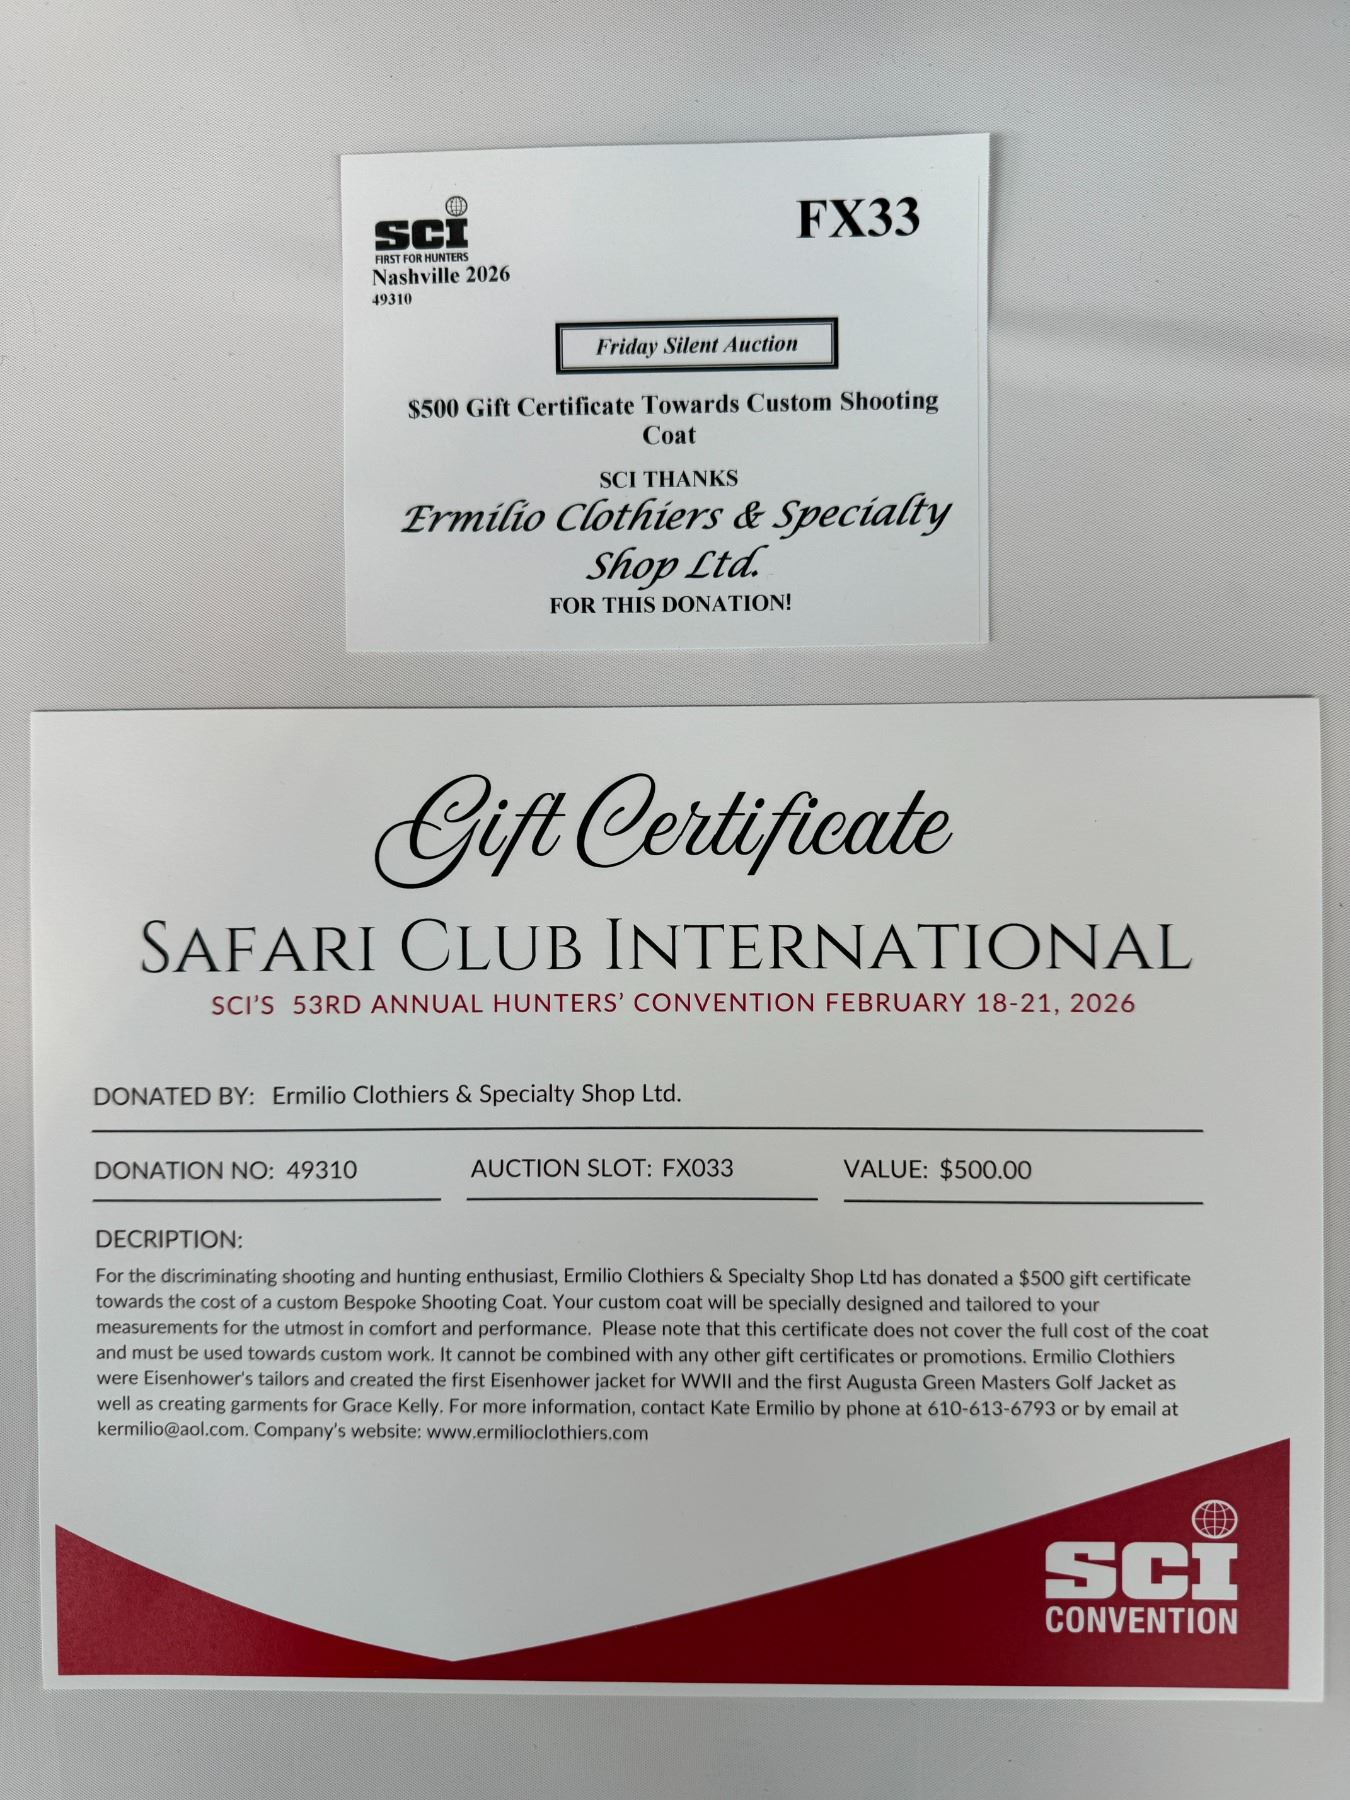 SCI
FIRST FOR HUNTERS
Nashville 2026
49310
FX33
Friday Silent Auction
$500 Gift Certificate Towards Custom Shooting
Coat
SCI THANKS
Ermilio Clothiers & Specialty
Shop Ltd.
FOR THIS DONATION!
Gift Certificate
SAFARI CLUB INTERNATIONAL
SCI'S 53RD ANNUAL HUNTERS' CONVENTION FEBRUARY 18-21, 2026
DONATED BY: Ermilio Clothiers & Specialty Shop Ltd.
DONATION NO: 49310
AUCTION SLOT: FX033
VALUE: $500.00
DECRIPTION:
For the discriminating shooting and hunting enthusiast, Ermilio Clothiers & Specialty Shop Ltd has donated a $500 gift certificate
towards the cost of a custom Bespoke Shooting Coat. Your custom coat will be specially designed and tailored to your
measurements for the utmost in comfort and performance. Please note that this certificate does not cover the full cost of the coat
and must be used towards custom work. It cannot be combined with any other gift certificates or promotions. Ermilio Clothiers
were Eisenhower's tailors and created the first Eisenhower jacket for WWII and the first Augusta Green Masters Golf Jacket as
well as creating garments for Grace Kelly. For more information, contact Kate Ermilio by phone at 610-613-6793 or by email at
kermilio@aol.com. Company's website: www.ermilioclothiers.com
SCI
CONVENTION